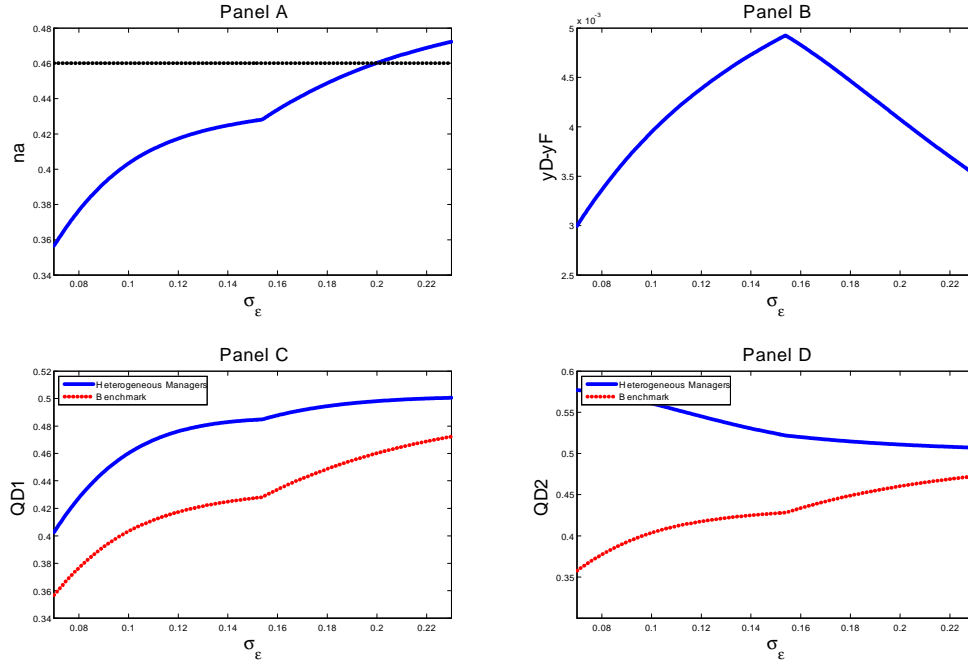 Panel A
0.48
0.46
0.44
0.42
0.4
0.38
0.36
0.34
na
0.08 0.1 0.12 0.14 0.16 0.18 0.2 0.22
σε
Panel B
x 10⁻³
5
4.5
4
3.5
3
2.5
yD-yF
0.08 0.1 0.12 0.14 0.16 0.18 0.2 0.22
σε
Panel C
0.52
0.5
0.48
0.46
0.44
0.42
0.4
0.38
0.36
0.34
QD1
Heterogeneous Managers
Benchmark
0.08 0.1 0.12 0.14 0.16 0.18 0.2 0.22
σε
Panel D
0.6
0.55
0.5
0.45
0.4
0.35
QD2
Heterogeneous Managers
Benchmark
0.08 0.1 0.12 0.14 0.16 0.18 0.2 0.22
σε